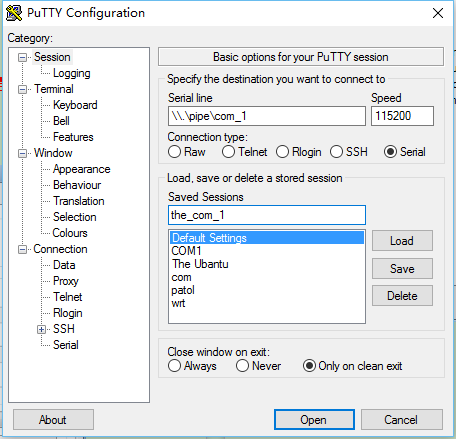 PuTTY Configuration
Category:
Session
Logging
Terminal
Keyboard
Bell
Features
Window
Appearance
Behaviour
Translation
Selection
Colours
Connection
Data
Proxy
Telnet
Rlogin
SSH
Serial
Basic options for your PuTTY session
Specify the destination you want to connect to
Serial line Speed
\\.\pipe\com_1 115200
Connection type:
Raw Telnet Rlogin SSH Serial
Load, save or delete a stored session
Saved Sessions
the_com_1
Default Settings
COM1
The Ubantu
com
patol
wrt
Load
Save
Delete
Close window on exit:
Always Never Only on clean exit
About Open Cancel